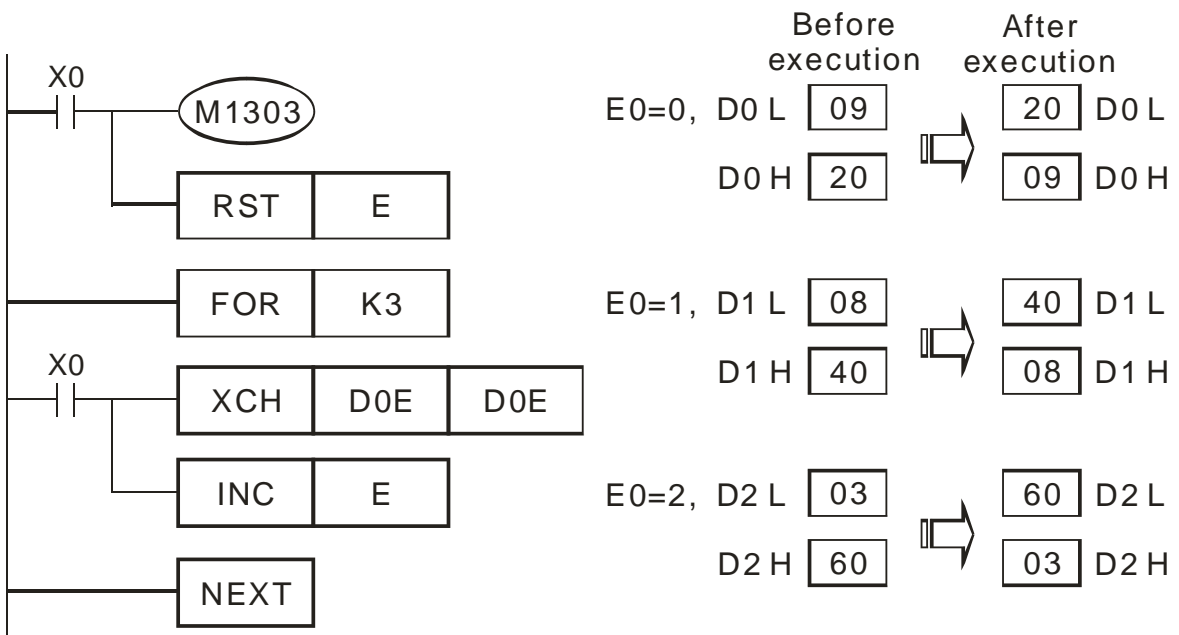 X0
M1303
RST E
FOR K3
X0
XCH D0E D0E
INC E
NEXT
Before execution
After execution
E0=0, D0 L 09 20 D0 L
D0 H 20 09 D0 H
E0=1, D1 L 08 40 D1 L
D1 H 40 08 D1 H
E0=2, D2 L 03 60 D2 L
D2 H 60 03 D2 H